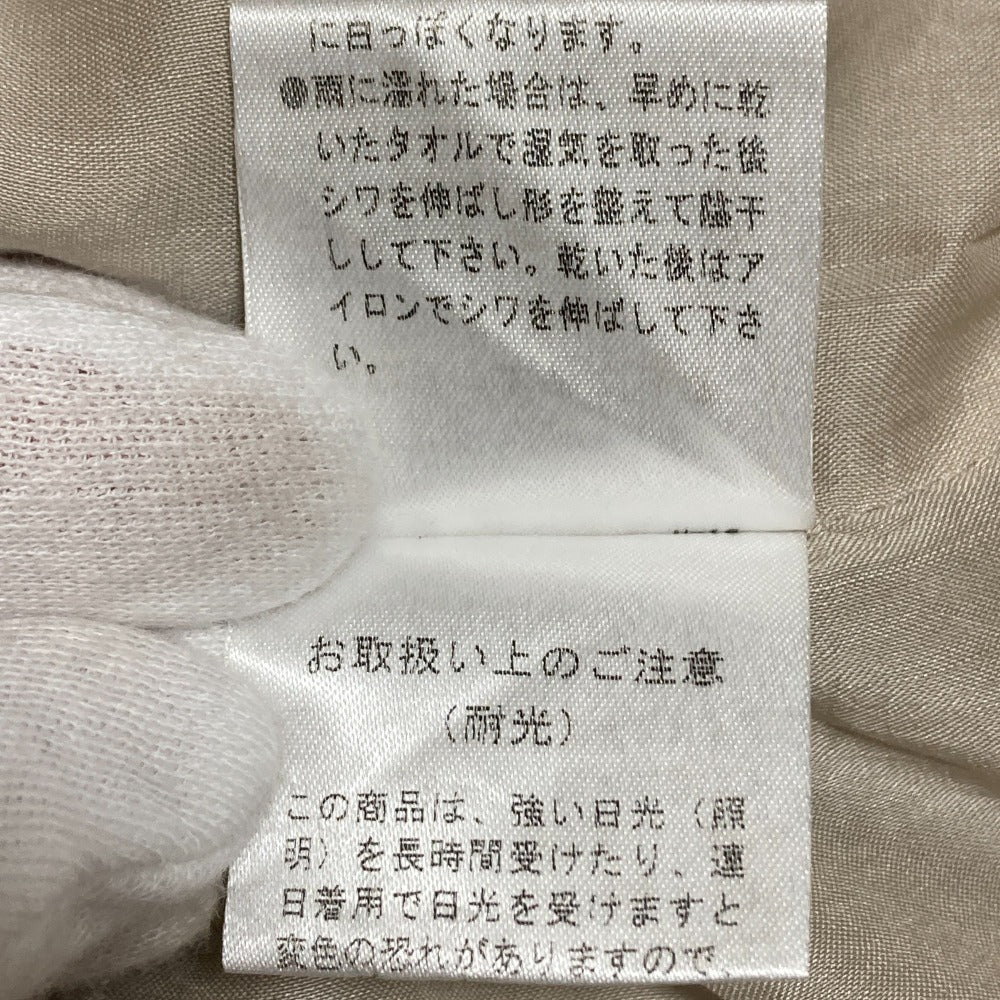 に白っぽくなります。
●雨に濡れた場合は、早めに乾
いたタオルで湿気を取った後
シワを伸ばし形を整えて陰干
しして下さい。乾いた後はア
イロンでシワを伸ばして下さ
い。
お取扱い上のご注意
（耐光）
この商品は、強い日光（照
明）を長時間受けたり、連
日着用で日光を受けますと
変色の恐れがありますので、